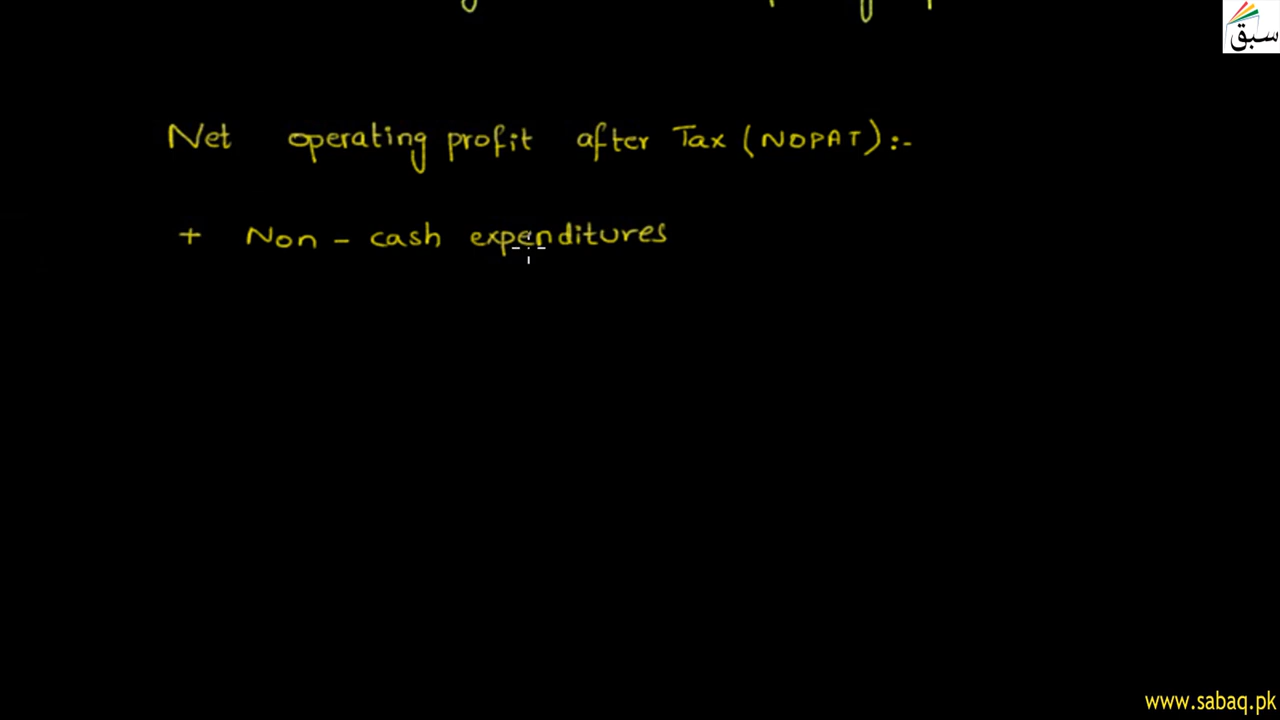 سبق
Net operating profit after Tax (NOPAT):-
+ Non-cash expenditures
www.sabaq.pk